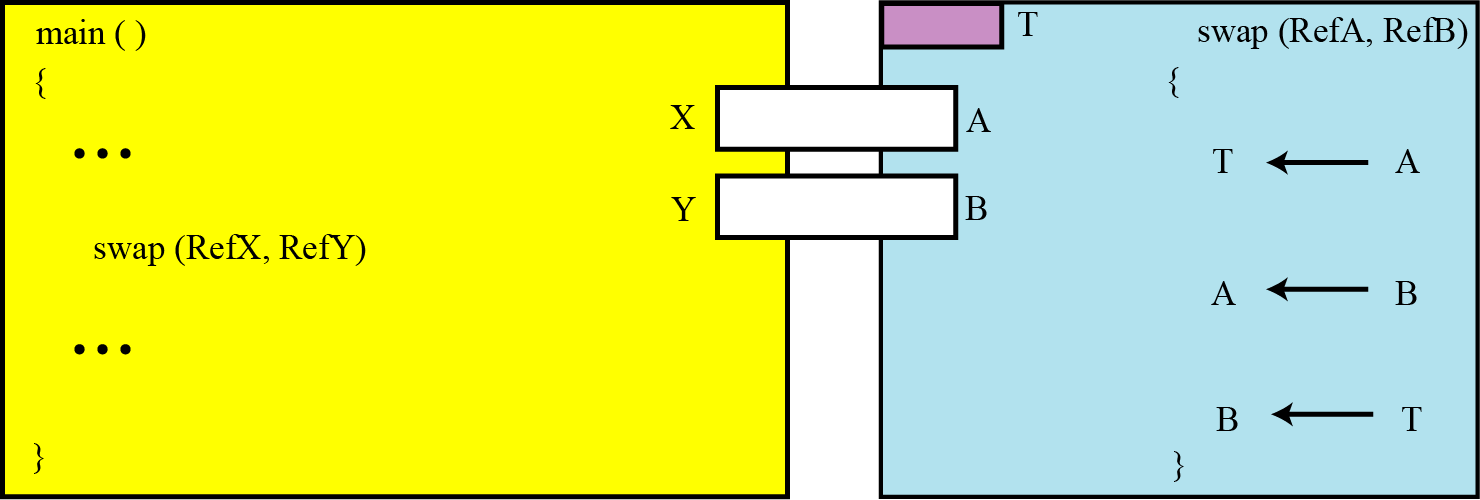 main ( )
{
...
swap (RefX, RefY)
...
}
X
Y
T
A
B
swap (RefA, RefB)
{
T ← A
A ← B
B ← T
}